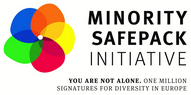 MINORITY
SAFEPACK
INITIATIVE
YOU ARE NOT ALONE. ONE MILLION
SIGNATURES FOR DIVERSITY IN EUROPE